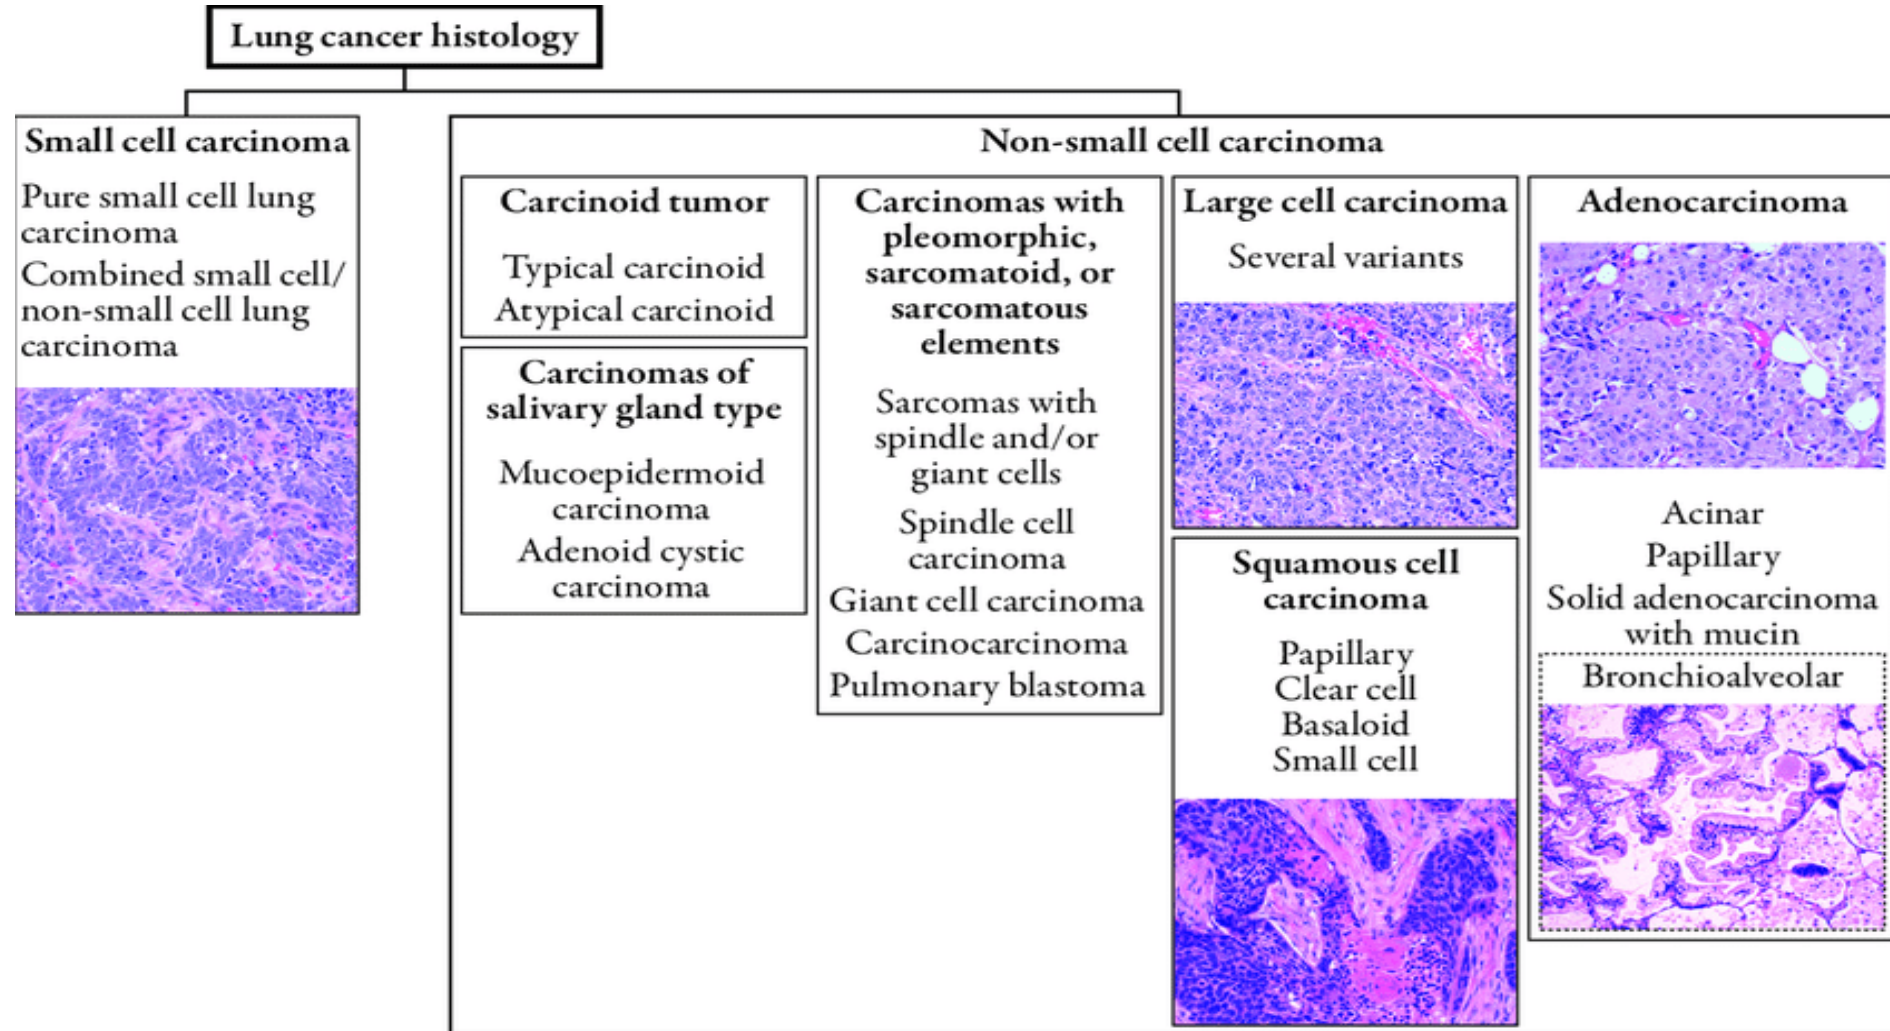 Lung cancer histology
Small cell carcinoma
Pure small cell lung
carcinoma
Combined small cell/
non-small cell lung
carcinoma
Non-small cell carcinoma
Carcinoid tumor
Typical carcinoid
Atypical carcinoid
Carcinomas of
salivary gland type
Mucoepidermoid
carcinoma
Adenoid cystic
carcinoma
Carcinomas with
pleomorphic,
sarcomatoid, or
sarcomatous
elements
Sarcomas with
spindle and/or
giant cells
Spindle cell
carcinoma
Giant cell carcinoma
Carcinocarcinoma
Pulmonary blastoma
Large cell carcinoma
Several variants
Squamous cell
carcinoma
Papillary
Clear cell
Basaloid
Small cell
Adenocarcinoma
Acinar
Papillary
Solid adenocarcinoma
with mucin
Bronchioalveolar